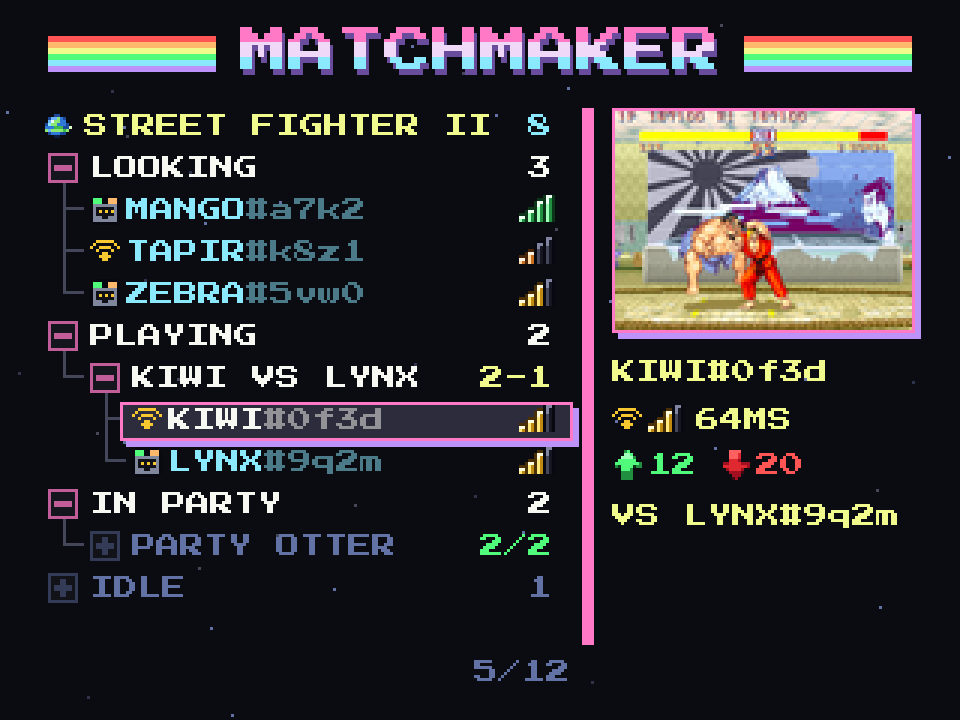 MATCHMAKER
STREET FIGHTER II 8
LOOKING 3
MANGO#a7k2
TAPIR#k8z1
ZEBRA#5vw0
PLAYING 2
KIWI VS LYNX 2-1
KIWI#0f3d
LYNX#9q2m
IN PARTY 2
PARTY OTTER 2/2
IDLE 1
5/12
KIWI#0f3d
64MS
12 20
VS LYNX#9q2m